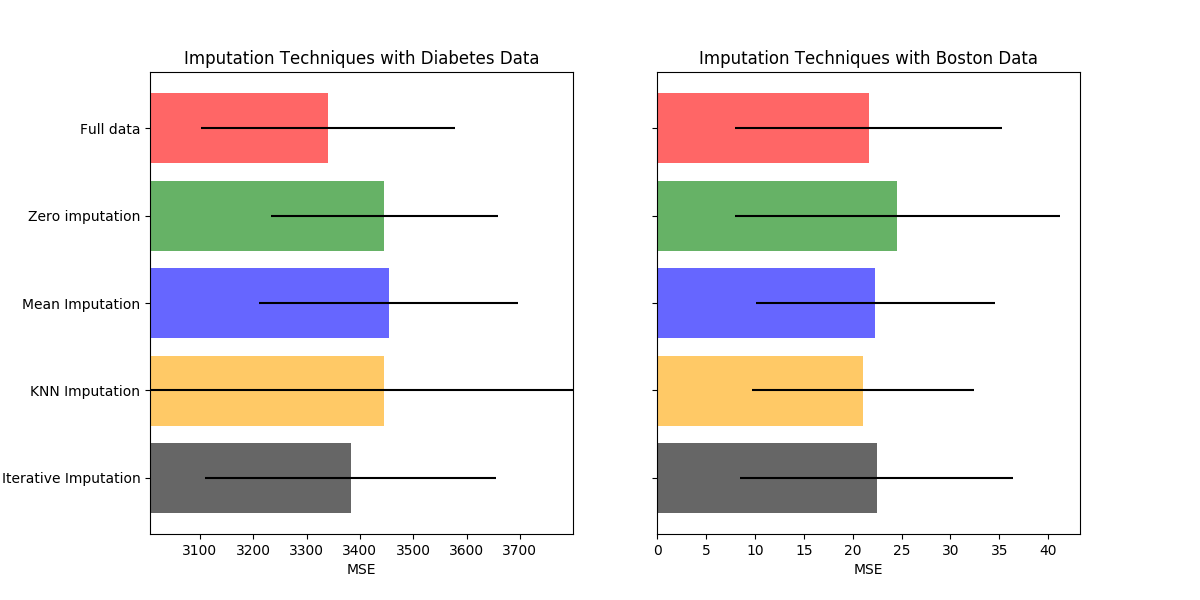 Imputation Techniques with Diabetes Data
Imputation Techniques with Boston Data
Full data
Zero imputation
Mean Imputation
KNN Imputation
Iterative Imputation
3100 3200 3300 3400 3500 3600 3700
MSE
0 5 10 15 20 25 30 35 40
MSE